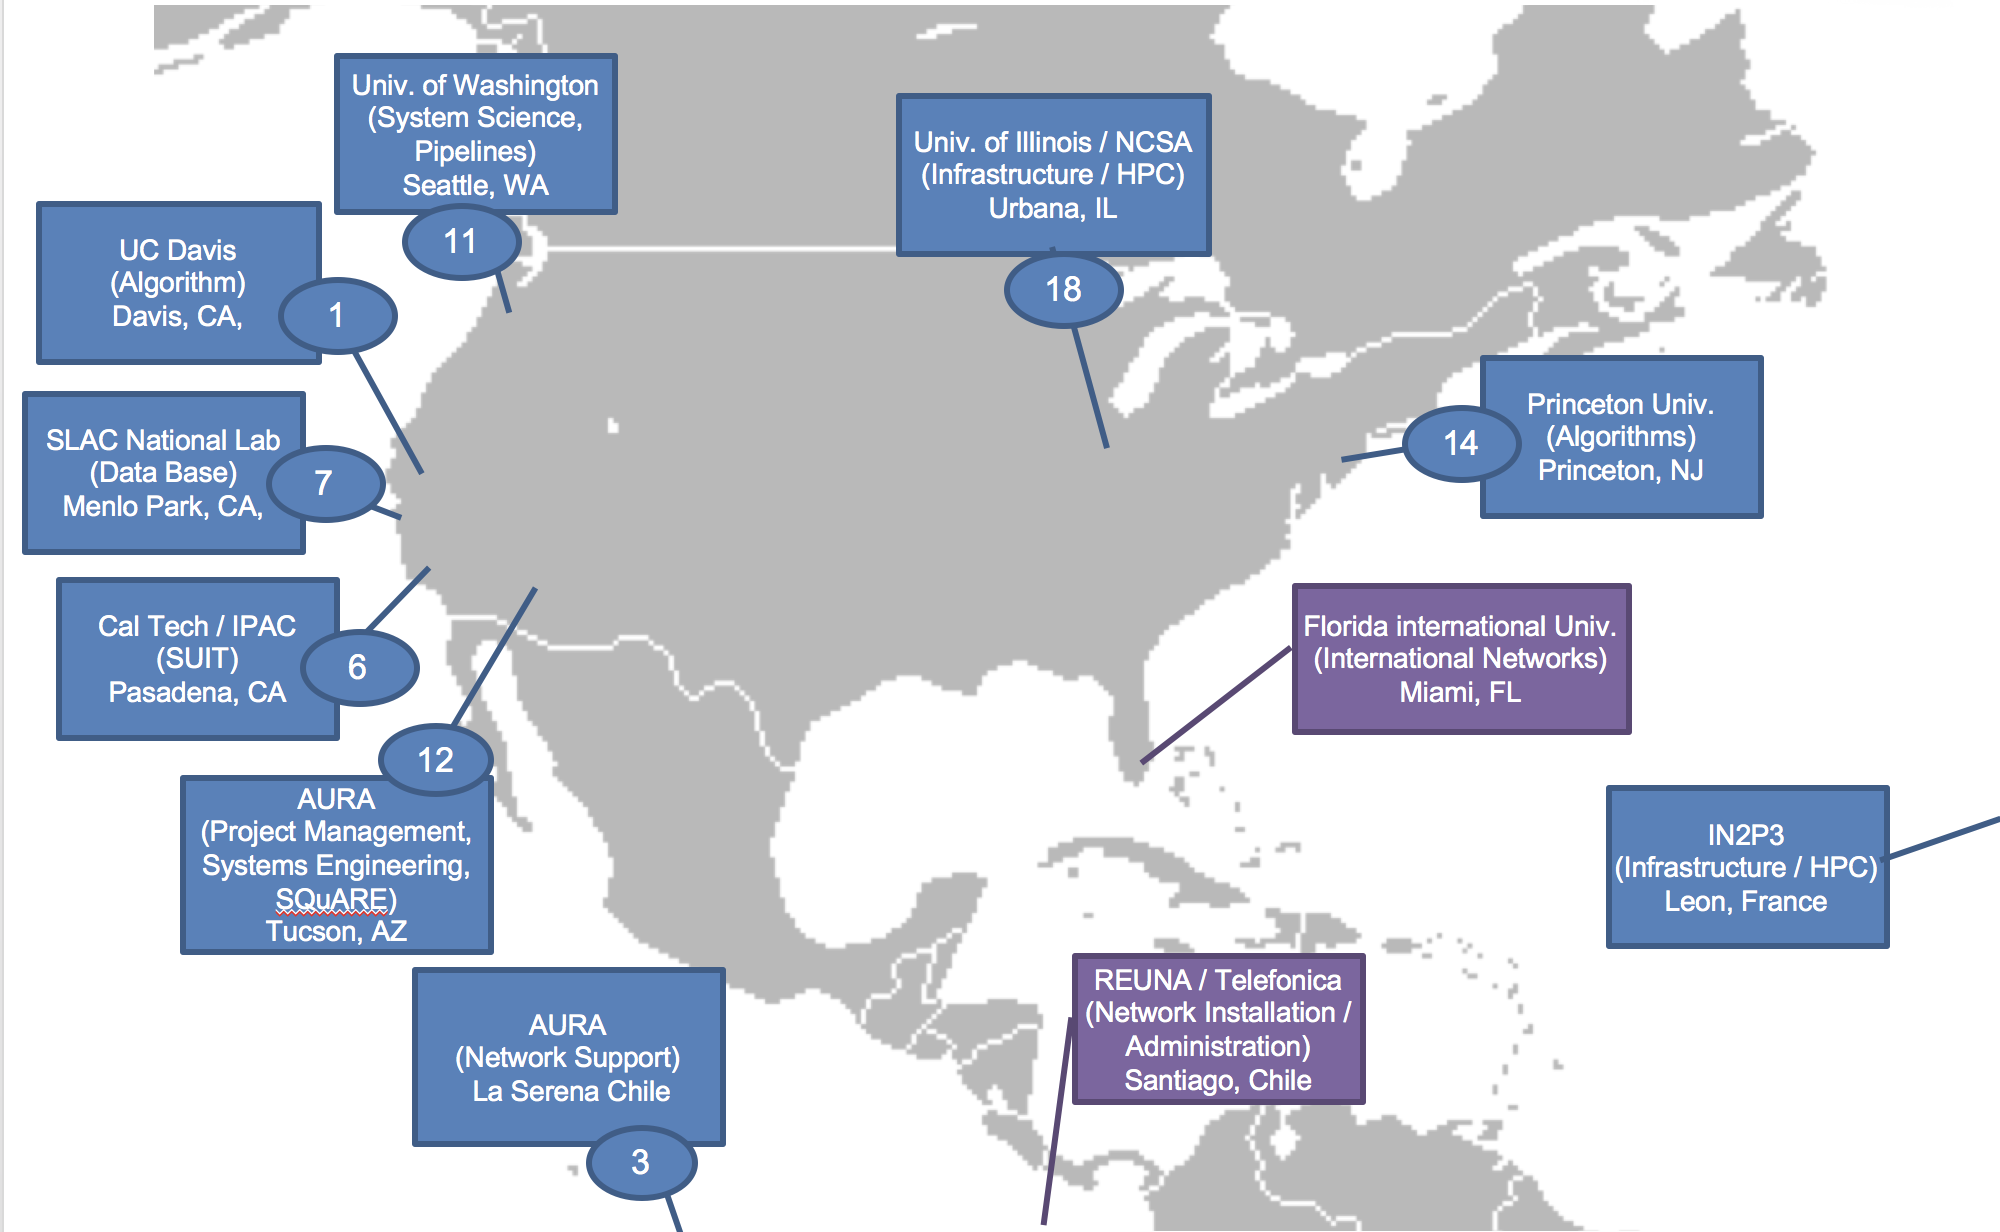 Univ. of Washington
(System Science,
Pipelines)
Seattle, WA
11
Univ. of Illinois / NCSA
(Infrastructure / HPC)
Urbana, IL
18
UC Davis
(Algorithm)
Davis, CA,
1
Princeton Univ.
(Algorithms)
Princeton, NJ
14
SLAC National Lab
(Data Base)
Menlo Park, CA,
7
Cal Tech / IPAC
(SUIT)
Pasadena, CA
6
Florida international Univ.
(International Networks)
Miami, FL
12
AURA
(Project Management,
Systems Engineering,
SQuARE)
Tucson, AZ
IN2P3
(Infrastructure / HPC)
Leon, France
AURA
(Network Support)
La Serena Chile
3
REUNA / Telefonica
(Network Installation /
Administration)
Santiago, Chile